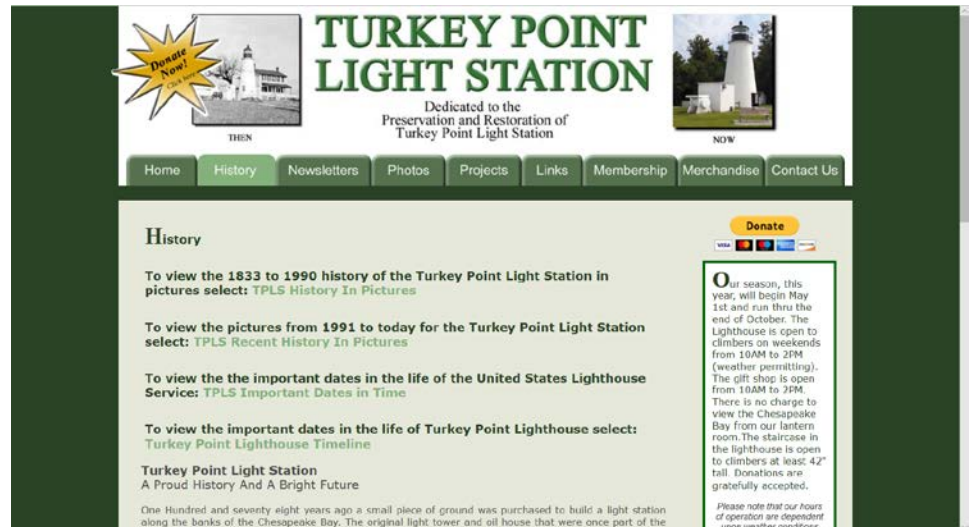 Donate
Now!
Click here
TURKEY POINT
LIGHT STATION
Dedicated to the
Preservation and Restoration of
Turkey Point Light Station
THEN
NOW
Home History Newsletters Photos Projects Links Membership Merchandise Contact Us
History
To view the 1833 to 1990 history of the Turkey Point Light Station in
pictures select: TPLS History In Pictures
To view the pictures from 1991 to today for the Turkey Point Light Station
select: TPLS Recent History In Pictures
To view the the important dates in the life of the United States Lighthouse
Service: TPLS Important Dates in Time
To view the important dates in the life of Turkey Point Lighthouse select:
Turkey Point Lighthouse Timeline
Turkey Point Light Station
A Proud History And A Bright Future
One Hundred and seventy eight years ago a small piece of ground was purchased to build a light station
along the banks of the Chesapeake Bay. The original light tower and oil house that were once part of the
Donate
VISA
Our season, this
year, will begin May
1st and run thru the
end of October. The
Lighthouse is open to
climbers on weekends
from 10AM to 2PM
(weather permitting).
The gift shop is open
from 10AM to 2PM.
There is no charge to
view the Chesapeake
Bay from our lantern
room.The staircase in
the lighthouse is open
to climbers at least 42"
tall. Donations are
gratefully accepted.
Please note that our hours
of operation are dependent
upon weather conditions